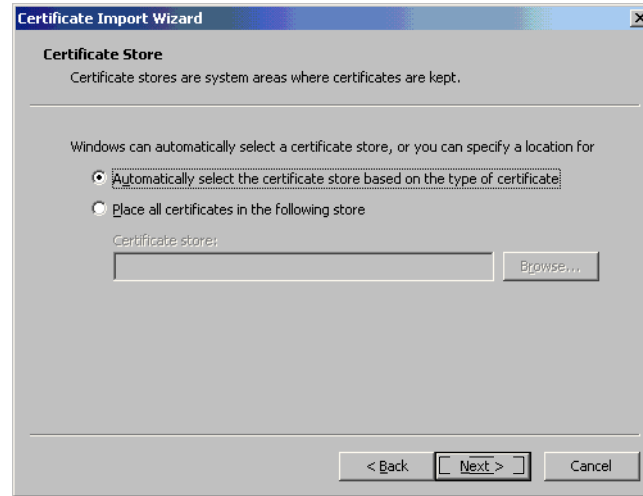 Certificate Import Wizard
Certificate Store
Certificate stores are system areas where certificates are kept.
Windows can automatically select a certificate store, or you can specify a location for
Automatically select the certificate store based on the type of certificate
Place all certificates in the following store
Certificate store:
Browse...
< Back
Next >
Cancel